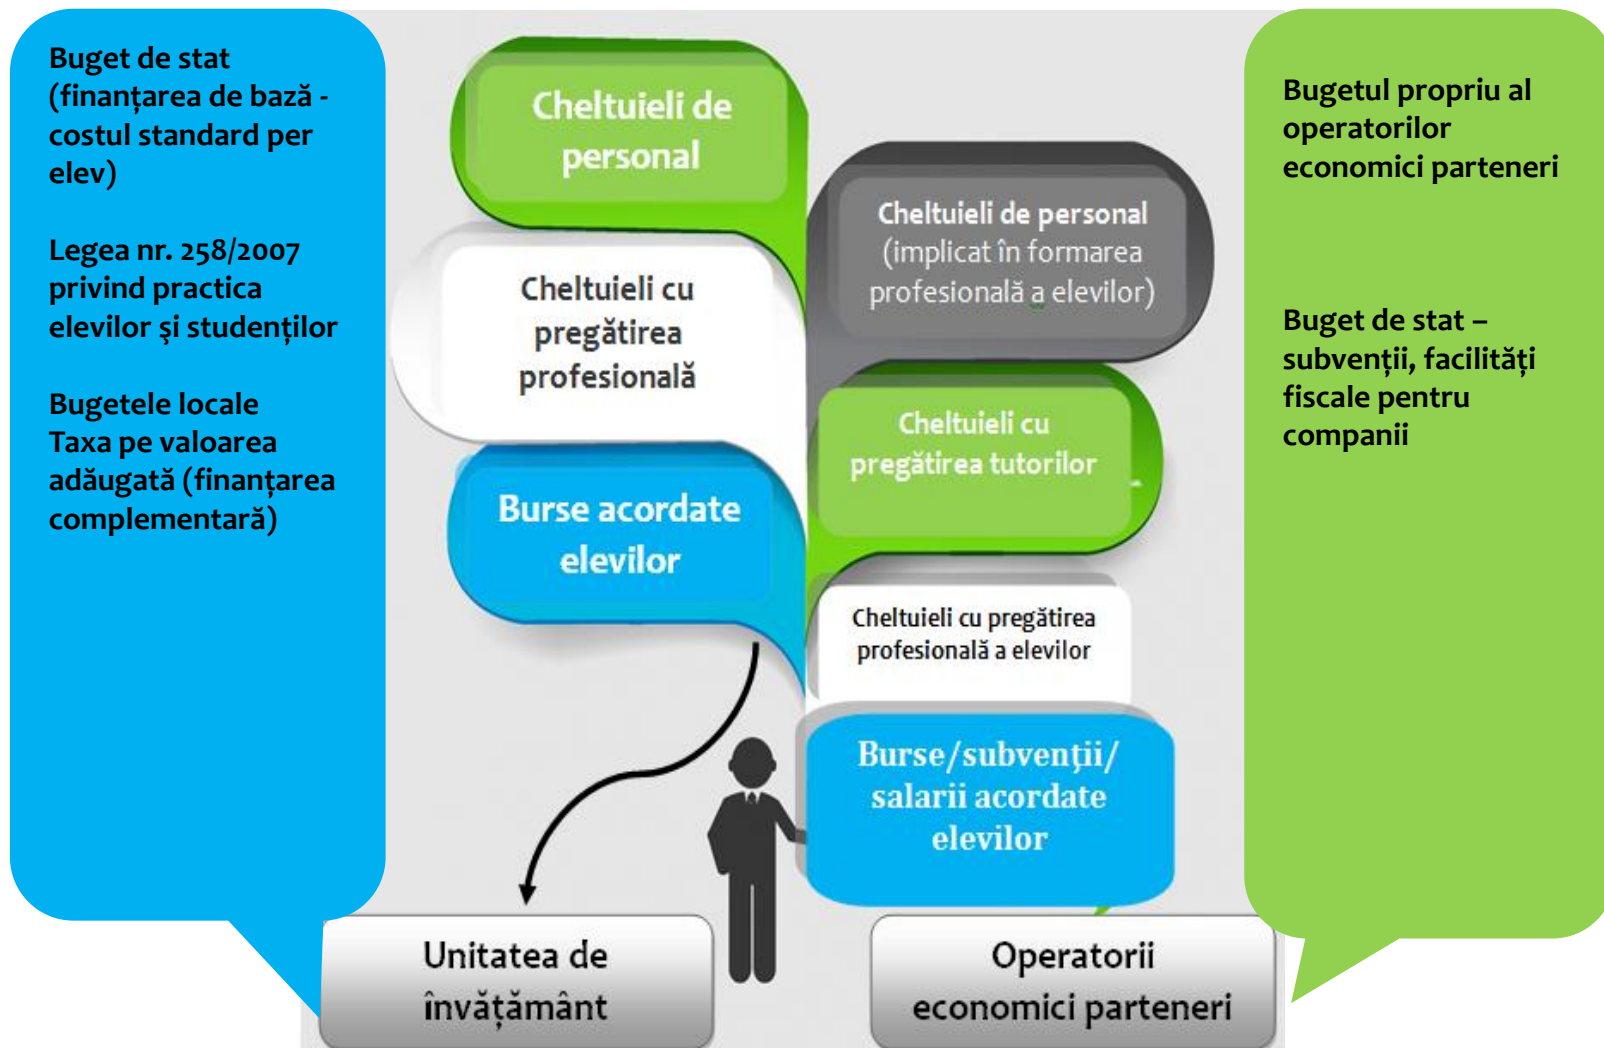 Buget de stat
(finanțarea de bază -
costul standard per
elev)
Legea nr. 258/2007
privind practica
elevilor şi studenților
Bugetele locale
Taxa pe valoarea
adăugată (finanțarea
complementară)
Cheltuieli de
personal
Cheltuieli cu
pregătirea
profesională
Burse acordate
elevilor
Cheltuieli de personal
(implicat în formarea
profesională a elevilor)
Cheltuieli cu
pregătirea tutorilor
Cheltuieli cu pregătirea
profesională a elevilor
Burse/subvenţii/
salarii acordate
elevilor
Unitatea de
învățământ
Operatorii
economici parteneri
Bugetul propriu al
operatorilor
economici parteneri
Buget de stat –
subvenții, facilități
fiscale pentru
companii